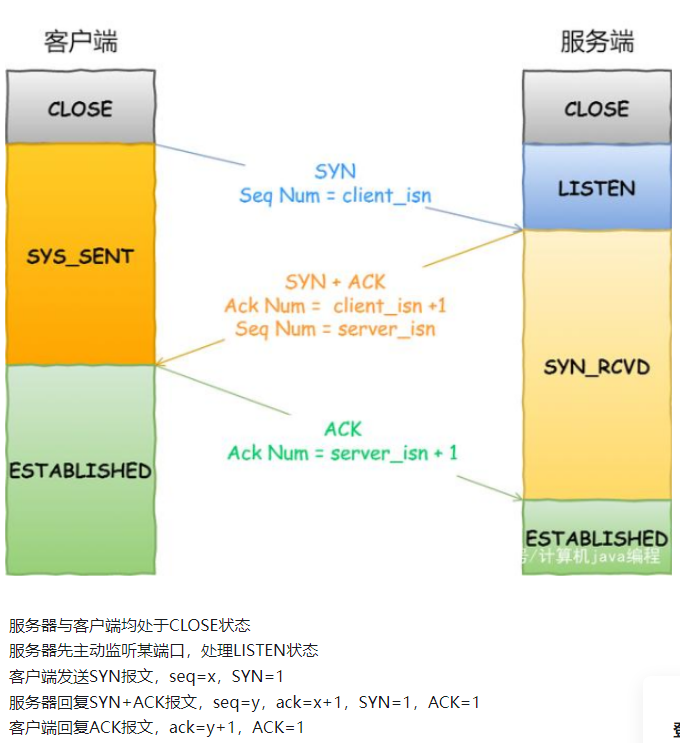 客户端
服务端
CLOSE
CLOSE
SYN
Seq Num = client_isn
LISTEN
SYS_SENT
SYN + ACK
Ack Num = client_isn +1
Seq Num = server_isn
SYN_RCVD
ACK
Ack Num = server_isn + 1
ESTABLISHED
ESTABLISHED
号/计算机java编程
服务器与客户端均处于CLOSE状态
服务器先主动监听某端口，处理LISTEN状态
客户端发送SYN报文，seq=x，SYN=1
服务器回复SYN+ACK报文，seq=y，ack=x+1，SYN=1，ACK=1
客户端回复ACK报文，ack=y+1，ACK=1